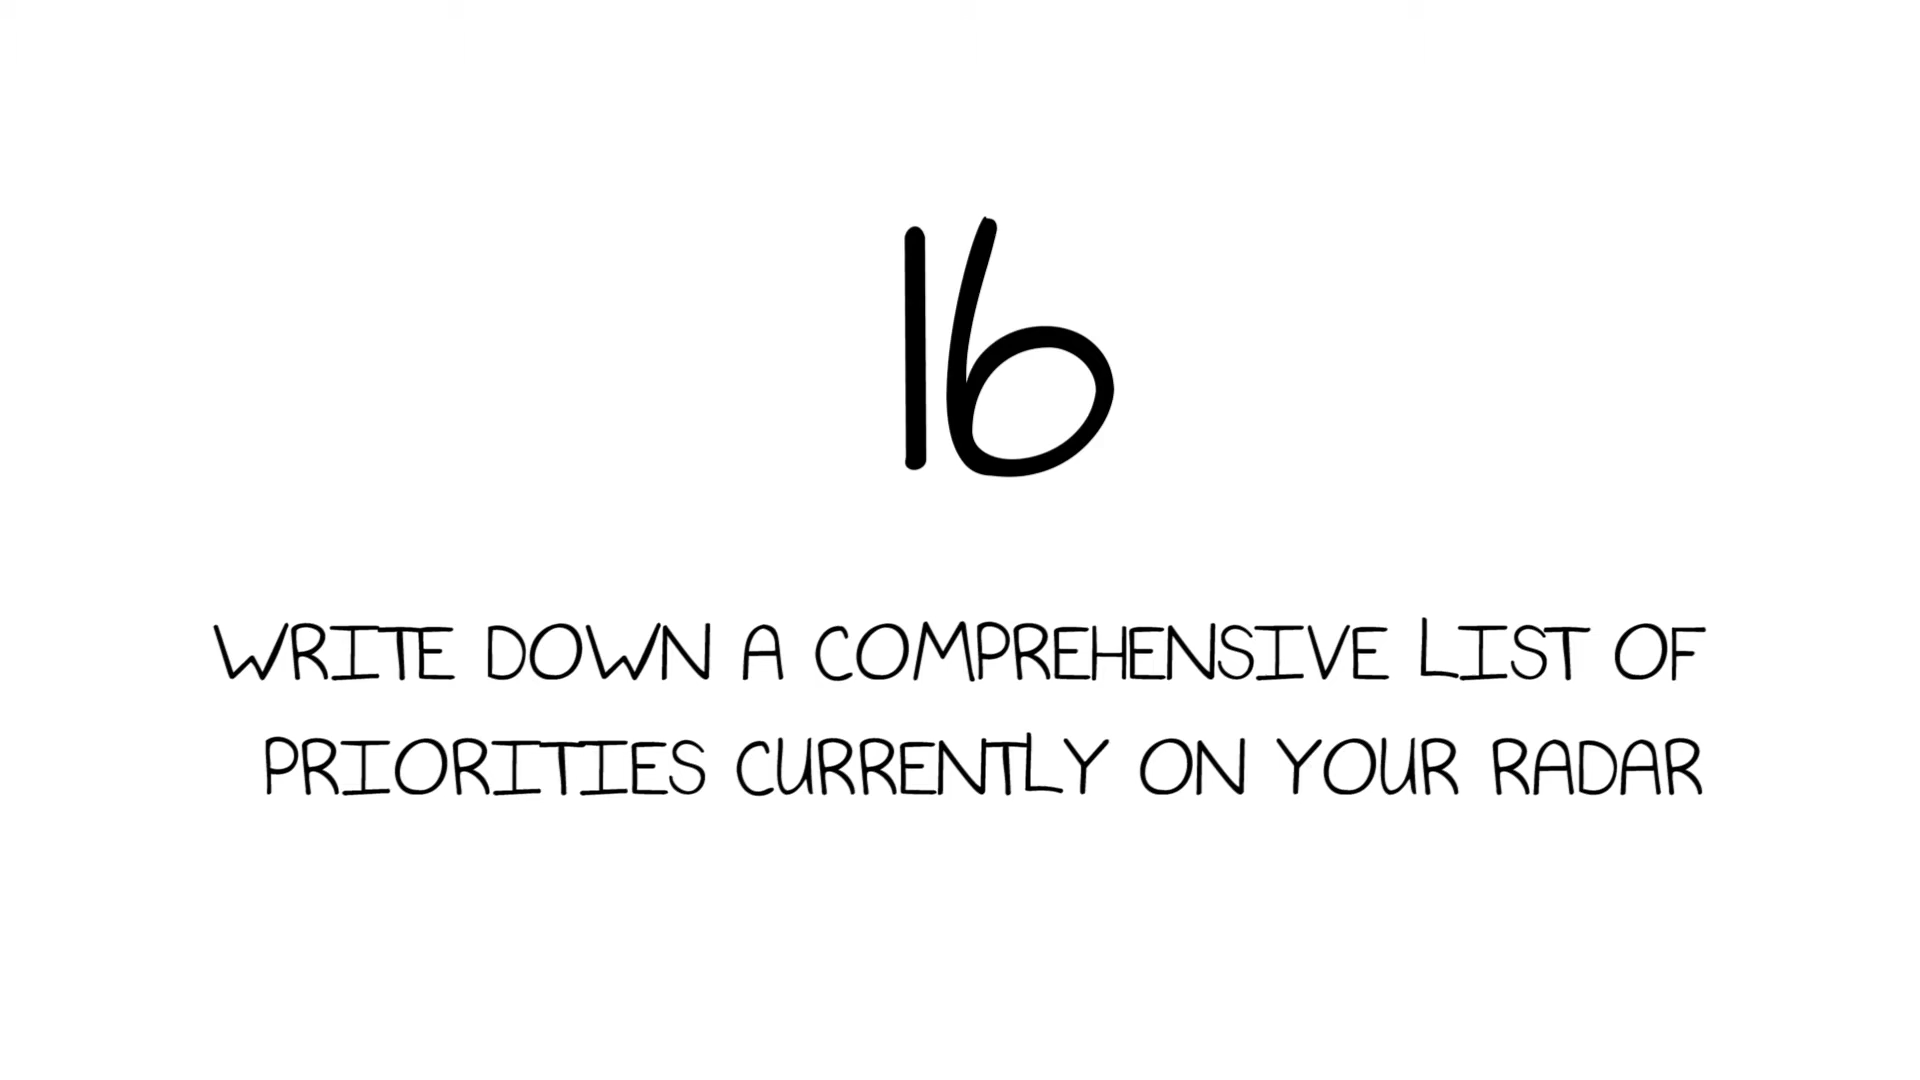 16
WRITE DOWN A COMPREHENSIVE LIST OF
PRIORITIES CURRENTLY ON YOUR RADAR